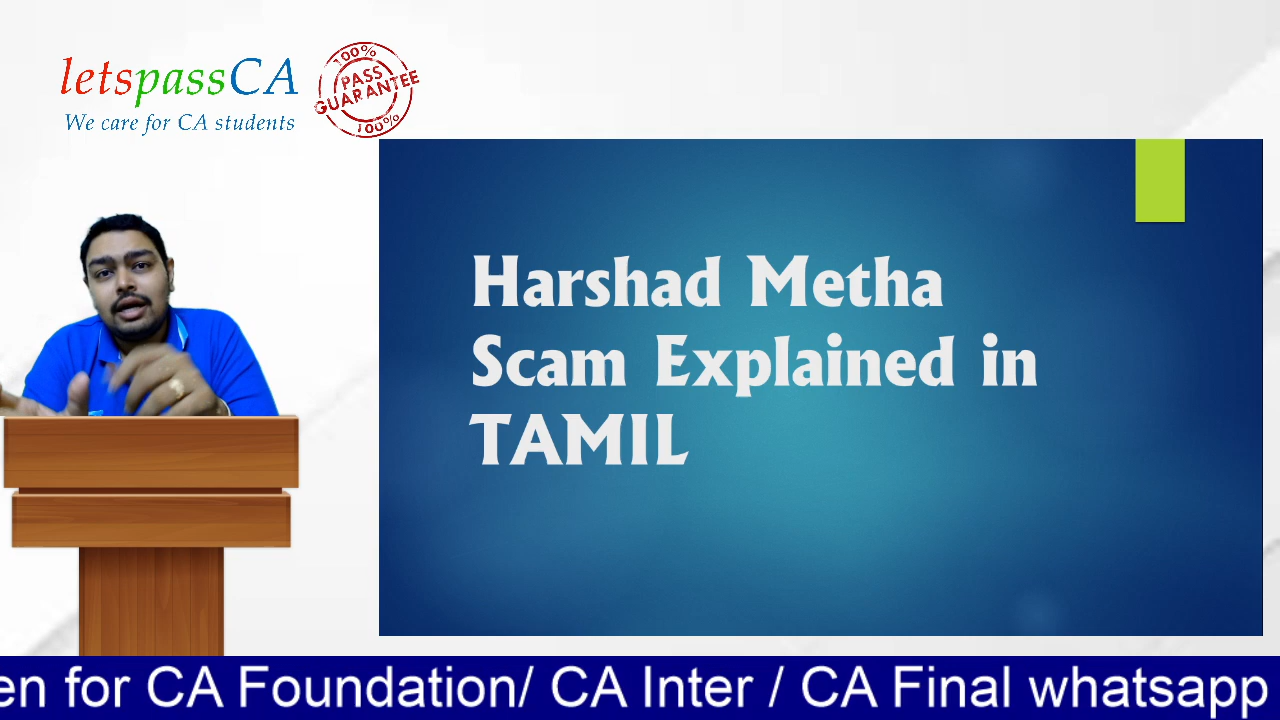 letspassCA
We care for CA students
100%
PASS
GUARANTEE
100%
Harshad Metha
Scam Explained in
TAMIL
en for CA Foundation/ CA Inter / CA Final whatsapp